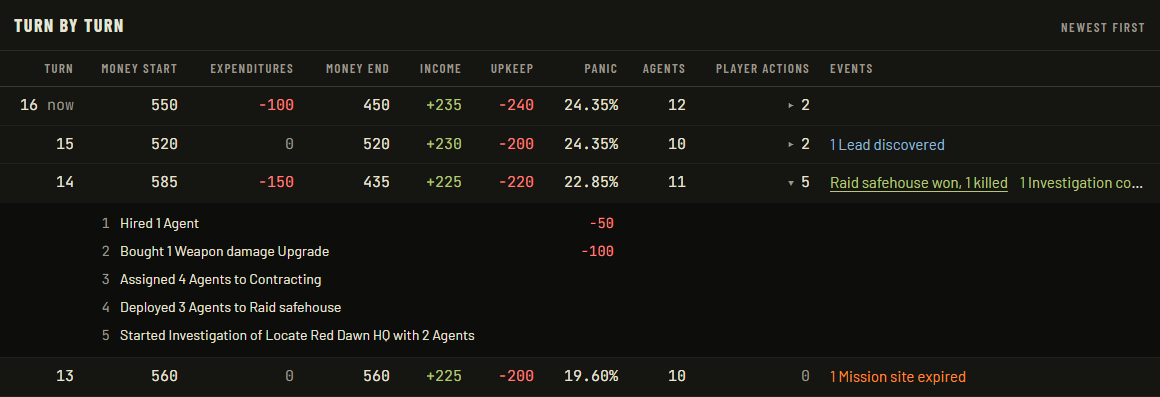 TURN BY TURN NEWEST FIRST
TURN MONEY START EXPENDITURES MONEY END INCOME UPKEEP PANIC AGENTS PLAYER ACTIONS EVENTS
16 now 550 -100 450 +235 -240 24.35% 12 ▸ 2
15 520 0 520 +230 -200 24.35% 10 ▸ 2 1 Lead discovered
14 585 -150 435 +225 -220 22.85% 11 ▾ 5 Raid safehouse won, 1 killed 1 Investigation co...
1 Hired 1 Agent -50
2 Bought 1 Weapon damage Upgrade -100
3 Assigned 4 Agents to Contracting
4 Deployed 3 Agents to Raid safehouse
5 Started Investigation of Locate Red Dawn HQ with 2 Agents
13 560 0 560 +225 -200 19.60% 10 0 1 Mission site expired